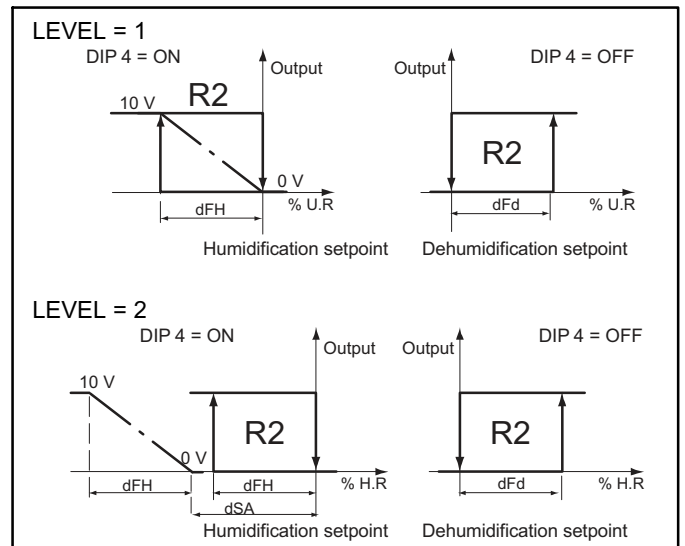 LEVEL = 1
DIP 4 = ON
Output
Output
DIP 4 = OFF
10 V
R2
R2
0 V
dFH
% U.R
dFd
% U.R
Humidification setpoint
Dehumidification setpoint
LEVEL = 2
DIP 4 = ON
Output
Output
DIP 4 = OFF
10 V
R2
R2
0 V
dFH
dFH
% H.R
dFd
% H.R
dSA
Humidification setpoint
Dehumidification setpoint